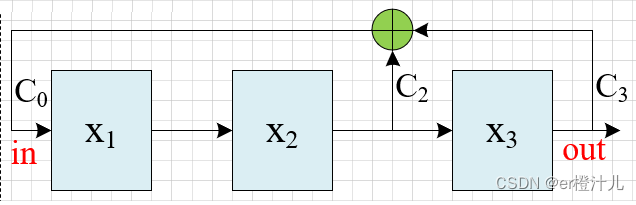 C₀
C₂
C₃
x₁
x₂
x₃
in
out
CSDN @er橙汁儿